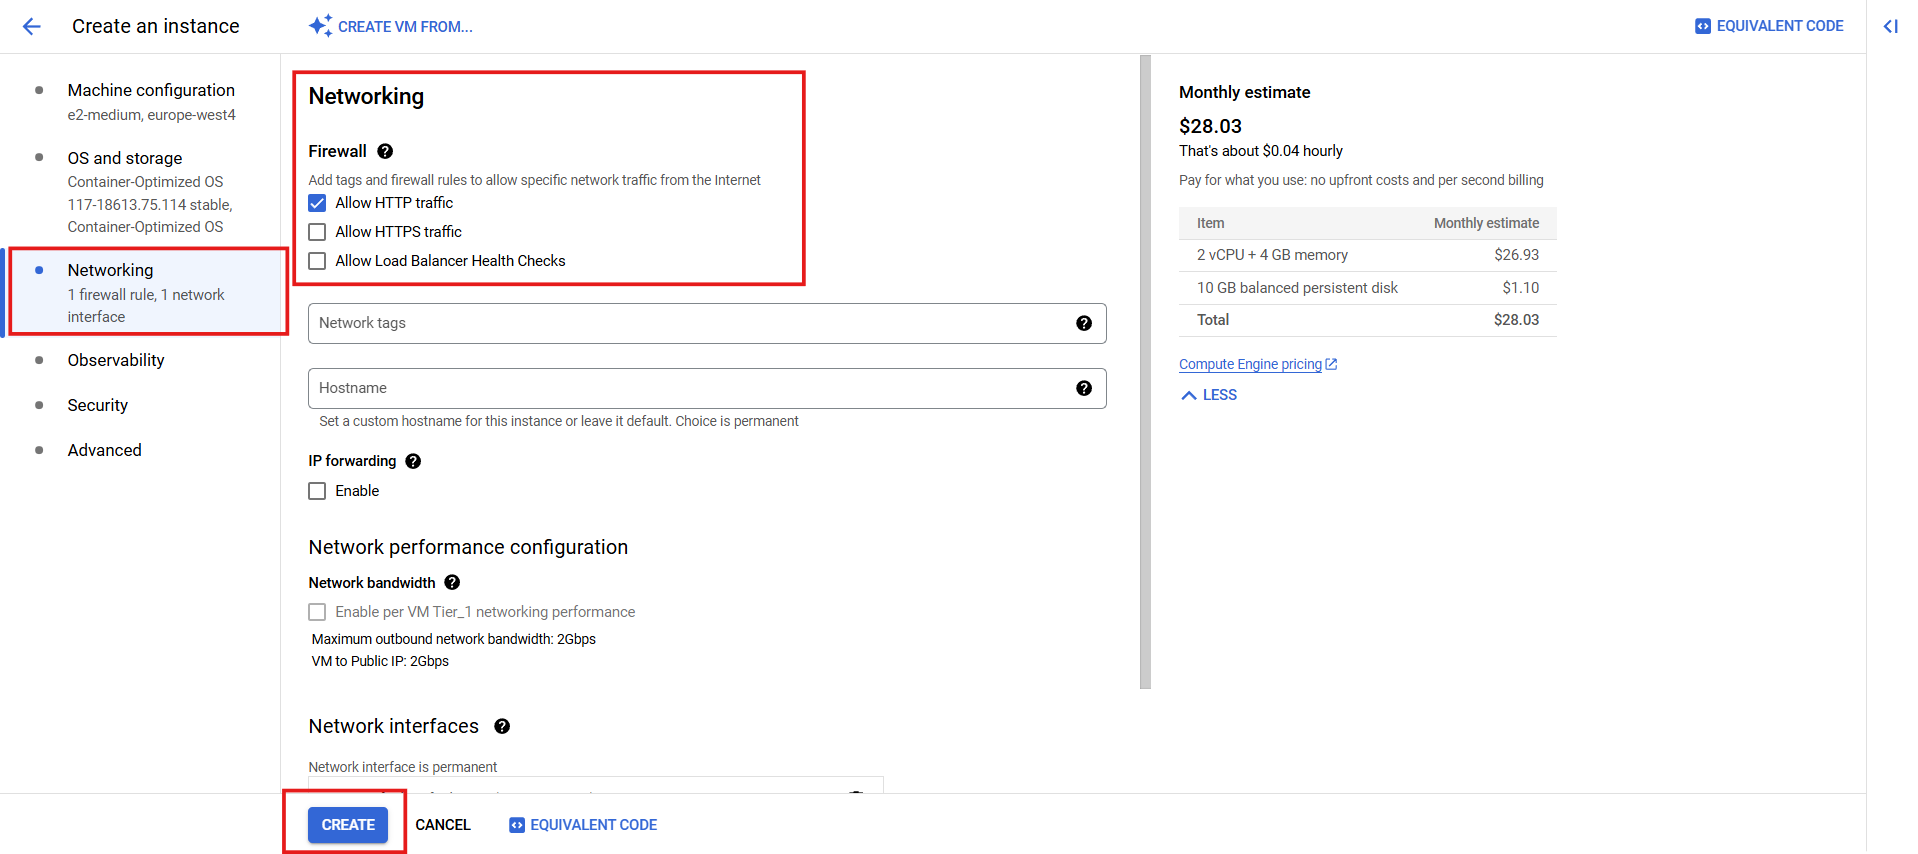 Create an instance
CREATE VM FROM...
EQUIVALENT CODE
Machine configuration
e2-medium, europe-west4
OS and storage
Container-Optimized OS
117-18613.75.114 stable,
Container-Optimized OS
Networking
1 firewall rule, 1 network
interface
Observability
Security
Advanced
Networking
Firewall
Add tags and firewall rules to allow specific network traffic from the Internet
Allow HTTP traffic
Allow HTTPS traffic
Allow Load Balancer Health Checks
Network tags
Hostname
Set a custom hostname for this instance or leave it default. Choice is permanent
IP forwarding
Enable
Network performance configuration
Network bandwidth
Enable per VM Tier_1 networking performance
Maximum outbound network bandwidth: 2Gbps
VM to Public IP: 2Gbps
Network interfaces
Network interface is permanent
CREATE
CANCEL
EQUIVALENT CODE
Monthly estimate
$28.03
That's about $0.04 hourly
Pay for what you use: no upfront costs and per second billing
Item Monthly estimate
2 vCPU + 4 GB memory $26.93
10 GB balanced persistent disk $1.10
Total $28.03
Compute Engine pricing
LESS